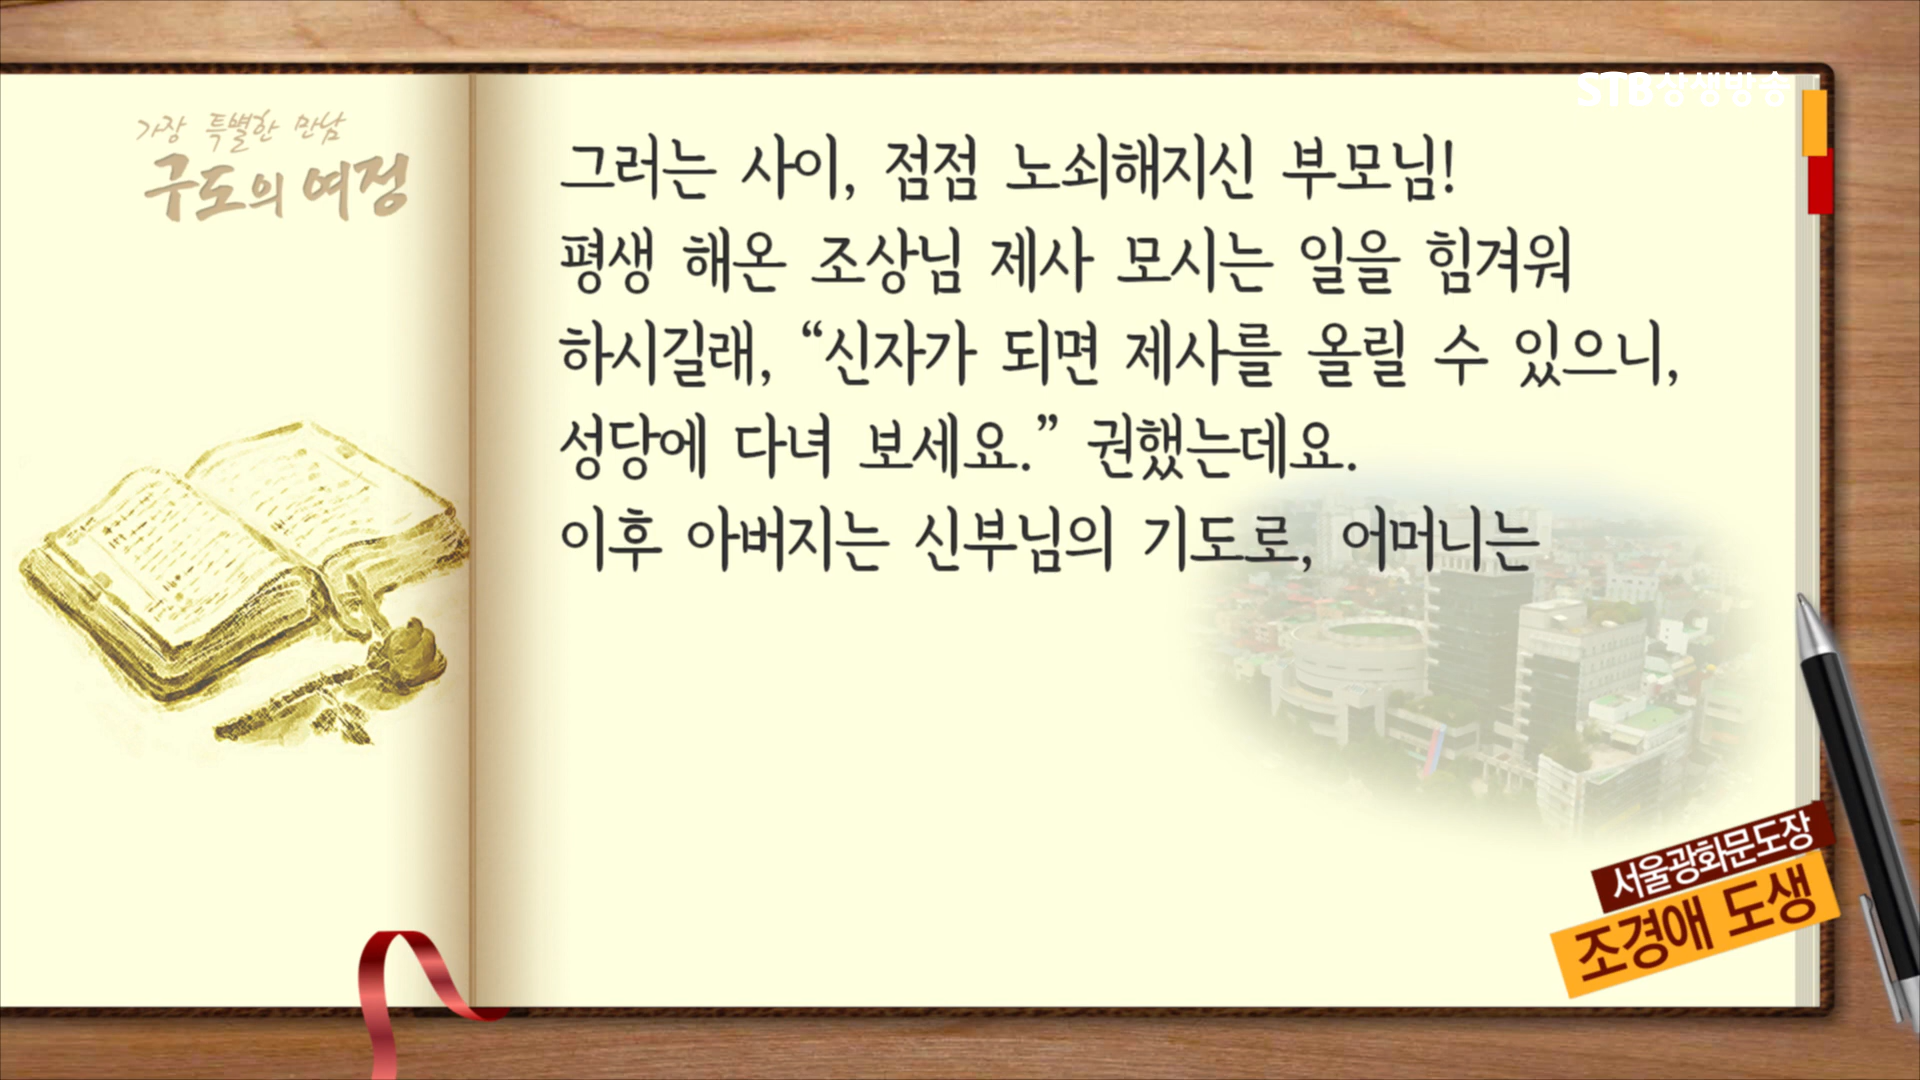 STB상생방송
가장 특별한 만남
구도의 여정
그러는 사이, 점점 노쇠해지신 부모님!
평생 해온 조상님 제사 모시는 일을 힘겨워
하시길래, “신자가 되면 제사를 올릴 수 있으니,
성당에 다녀 보세요.” 권했는데요.
이후 아버지는 신부님의 기도로, 어머니는
서울광화문도장
조경애 도생